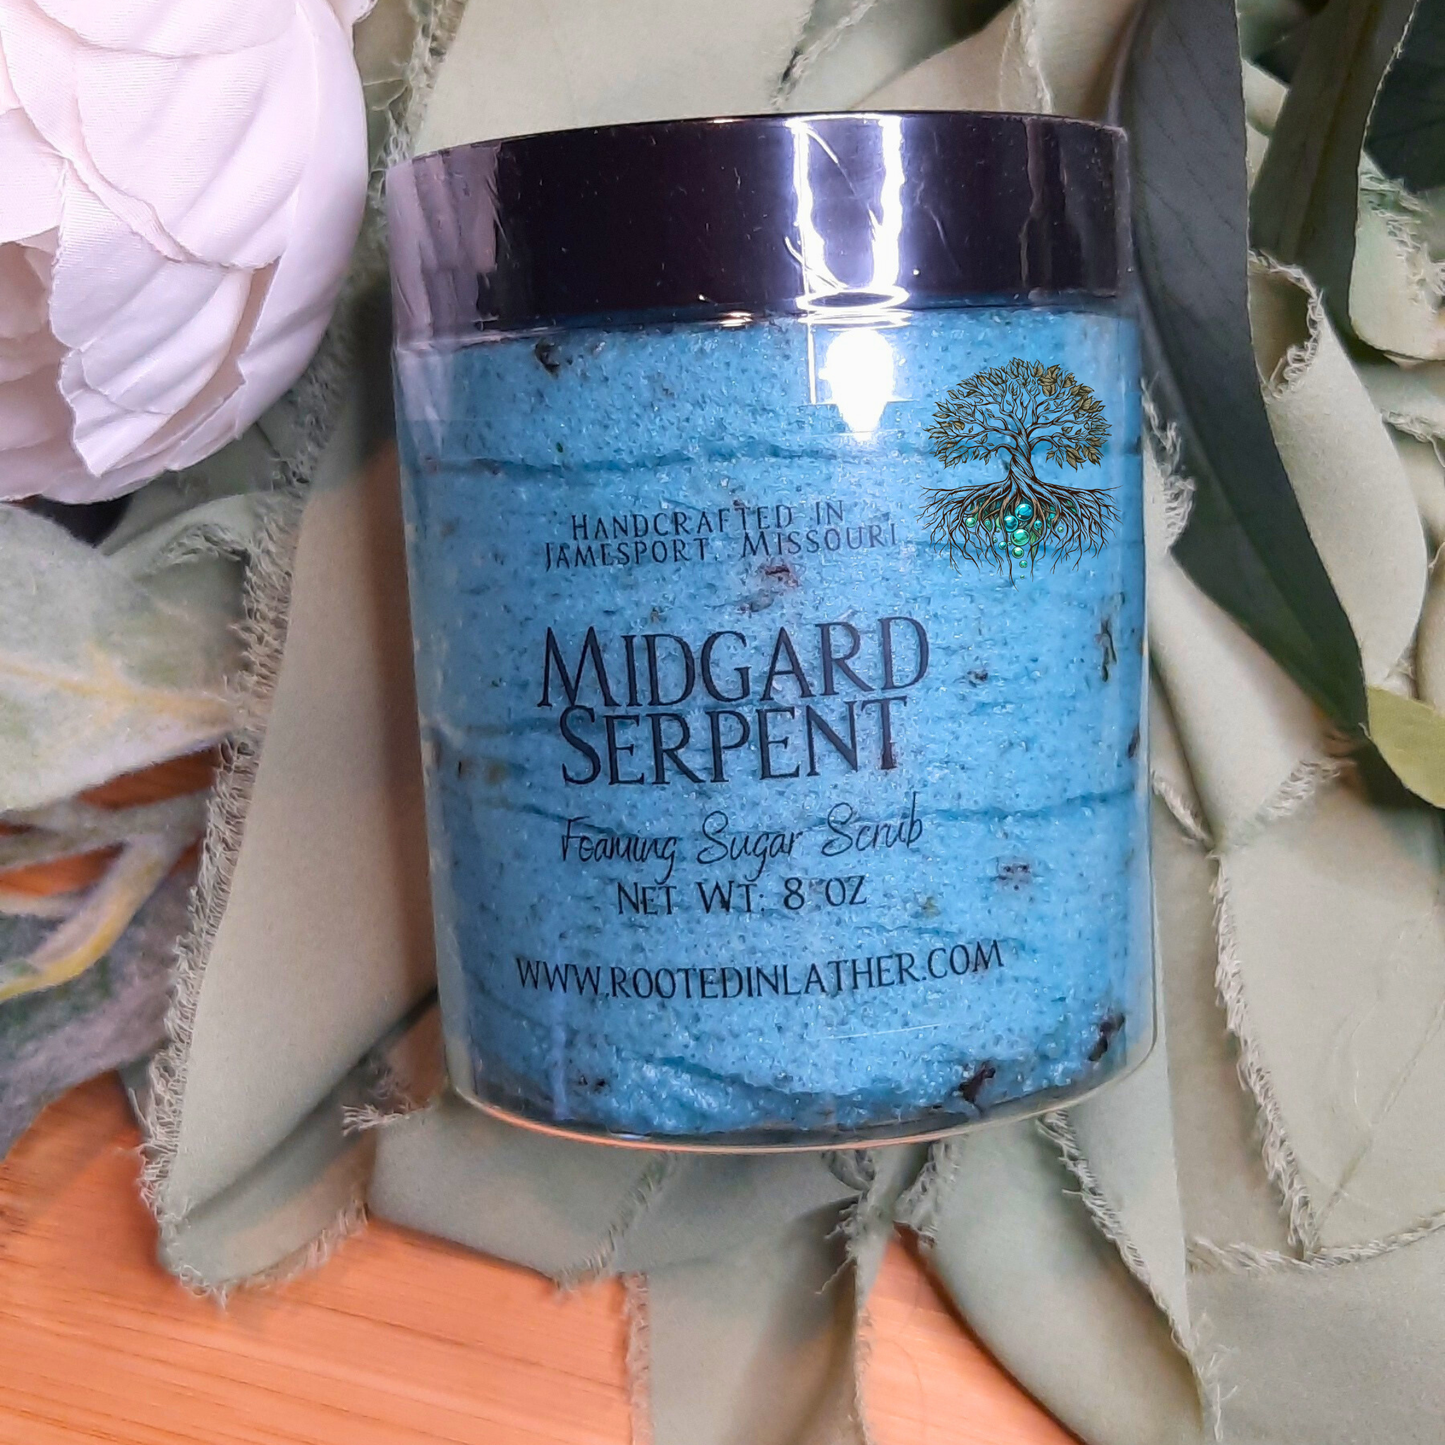 HANDCRAFTED IN
JAMESPORT, MISSOURI
MIDGARD
SERPENT
Foaming Sugar Scrub
NET WT: 8 OZ
WWW.ROOTEDINLATHER.COM